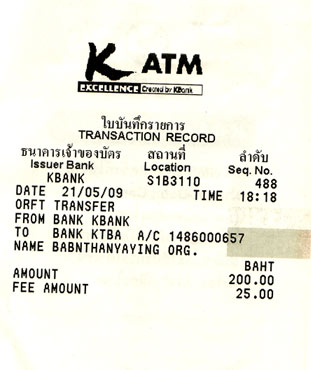 K ATM
EXCELLENCE Created by KBank
ใบบันทึกรายการ
TRANSACTION RECORD
ธนาคารเจ้าของบัตร สถานที่ ลำดับ
Issuer Bank Location Seq. No.
KBANK S1B3110 488
DATE 21/05/09 TIME 18:18
ORFT TRANSFER
FROM BANK KBANK
TO BANK KTBA A/C 1486000657
NAME BABNTHANYAYING ORG.
BAHT
AMOUNT 200.00
FEE AMOUNT 25.00